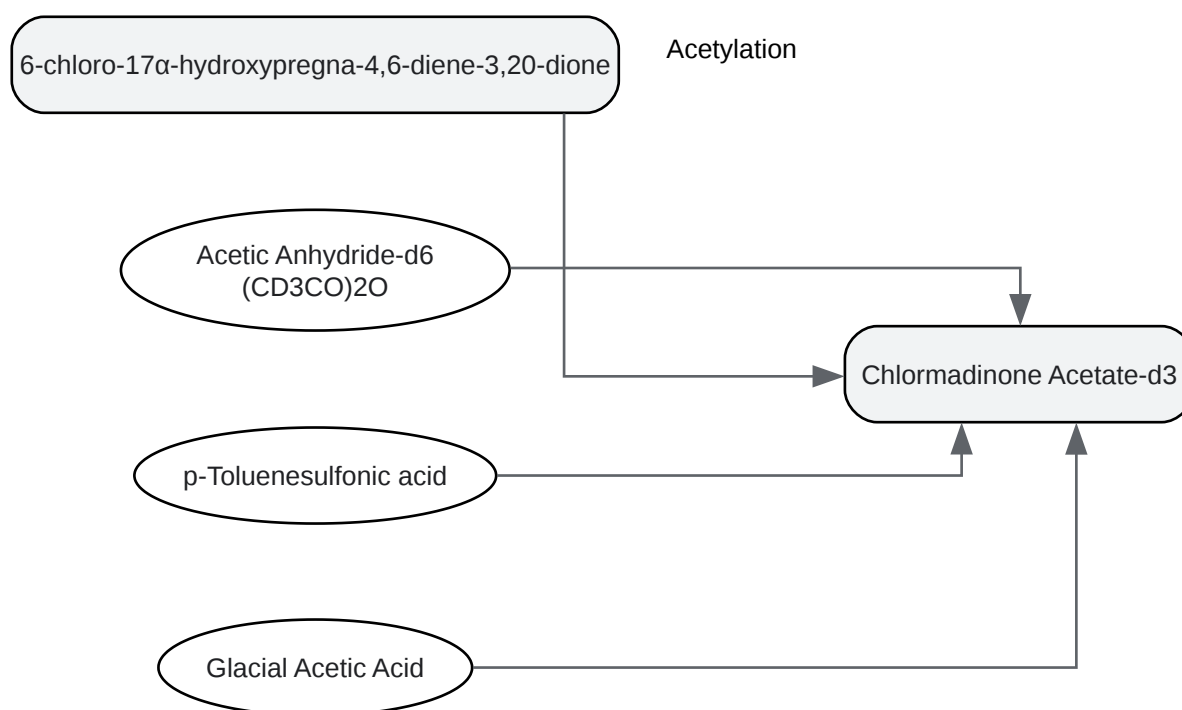 6-chloro-17α-hydroxypregna-4,6-diene-3,20-dione
Acetylation
Acetic Anhydride-d6
(CD3CO)2O
Chlormadinone Acetate-d3
p-Toluenesulfonic acid
Glacial Acetic Acid